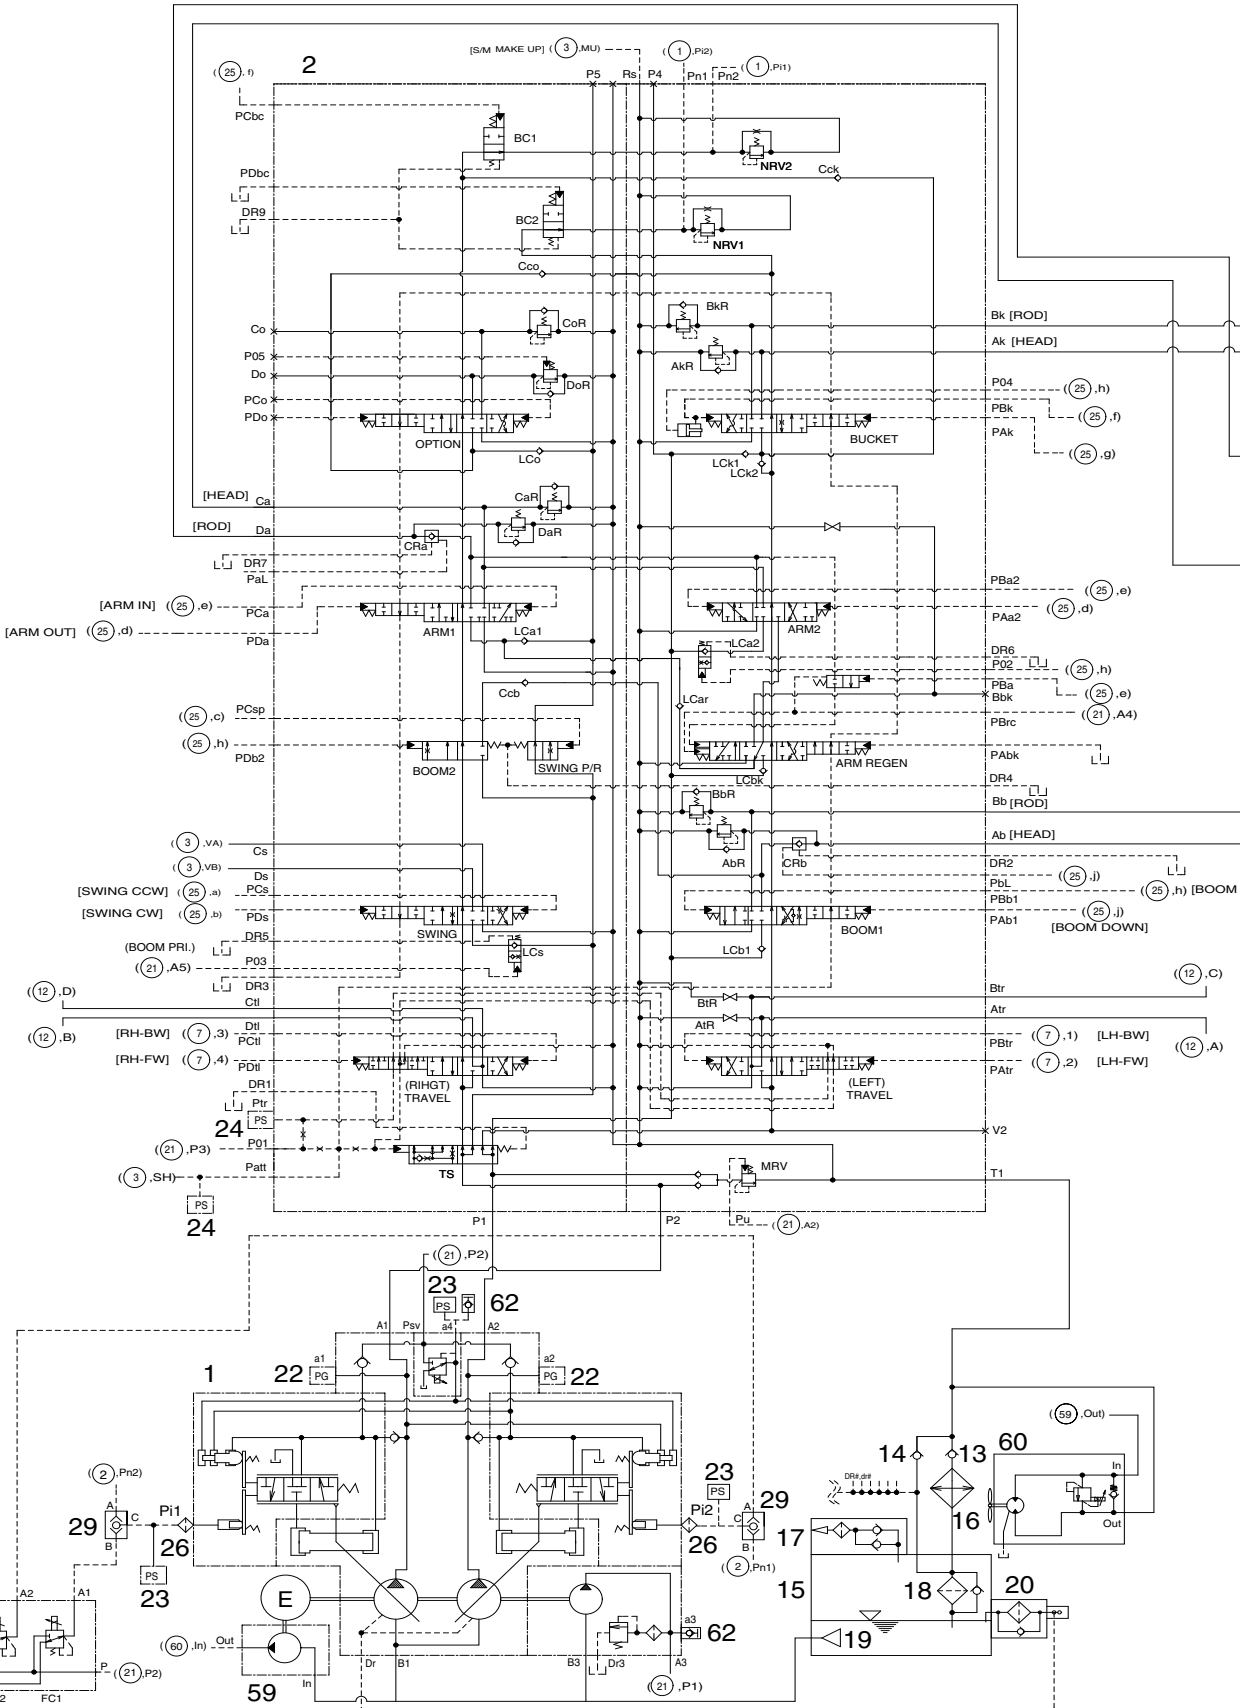 [S/M MAKE UP] (3 ,MU)
(1 ,Pi2)
(1 ,Pi1)
(25 , f)
2
P5 Rs P4 Pn1 Pn2
PCbc
BC1
NRV2
Cck
PDbc
DR9
BC2
NRV1
Cco
BkR
CoR
Co
Bk [ROD]
Ak [HEAD]
P05
Do
DoR
AkR
PCo
PDo
P04 (25 ,h)
PBk (25 ,f)
PAk
(25 ,g)
OPTION
BUCKET
LCo
LCk1
LCk2
[HEAD] Ca
CaR
[ROD] Da
DaR
CRa
DR7
PaL
[ARM IN] (25 ,e)
PCa
[ARM OUT] (25 ,d)
PDa
ARM1
LCa1
PBa2 (25 ,e)
PAa2 (25 ,d)
ARM2
LCa2
DR6
P02 (25 ,h)
PBa (25 ,e)
Bbk
PBrc (21 ,A4)
PAbk
Ccb
LCar
(25 ,c) PCsp
(25 ,h)
PDb2
BOOM2
SWING P/R
ARM REGEN
LCbk
DR4
BbR
Bb [ROD]
Ab [HEAD]
AbR
CRb
DR2
(25 ,j)
PbL
(25 ,h) [BOOM
PBb1
(25 ,j)
PAb1
[BOOM DOWN]
(3 ,VA)
Cs
(3 ,VB)
Ds
[SWING CCW] (25 ,a) PCs
[SWING CW] (25 ,b) PDs
SWING
BOOM1
(BOOM PRI.)
DR5
(21 ,A5) P03
DR3
LCs
LCb1
(12 ,D)
Ctl
(12 ,B)
Dtl
BtR
Btr
(12 ,C)
AtR
Atr
(12 ,A)
[RH-BW] (7 ,3) PCtl
[RH-FW] (7 ,4) PDtl
PBtr (7 ,1) [LH-BW]
PAtr (7 ,2) [LH-FW]
(RIHGT)
TRAVEL
(LEFT)
TRAVEL
DR1
Ptr
24 PS
(21 ,P3) P01
V2
Patt
(3 ,SH)
PS
24
TS
MRV
T1
P1 P2 Pu (21 ,A2)
(21 ,P2)
23
PS
62
A1 Psv a4 A2
1
22 PG a1
a2 PG 22
(59 ,Out)
14 13 60
In
DR#,dr#
16
Out
(2 ,Pn2)
A
C
29
B
Pi1
26
PS
23
23
PS
Pi2
26
A
29
C
B
(2 ,Pn1)
17
15
18
20
19
A2 A1
E
(60 ,In) Out
In
59
Dr B1 B3 Dr3 A3
a3
62
(21 ,P1)
P (21 ,P2)
2 FC1